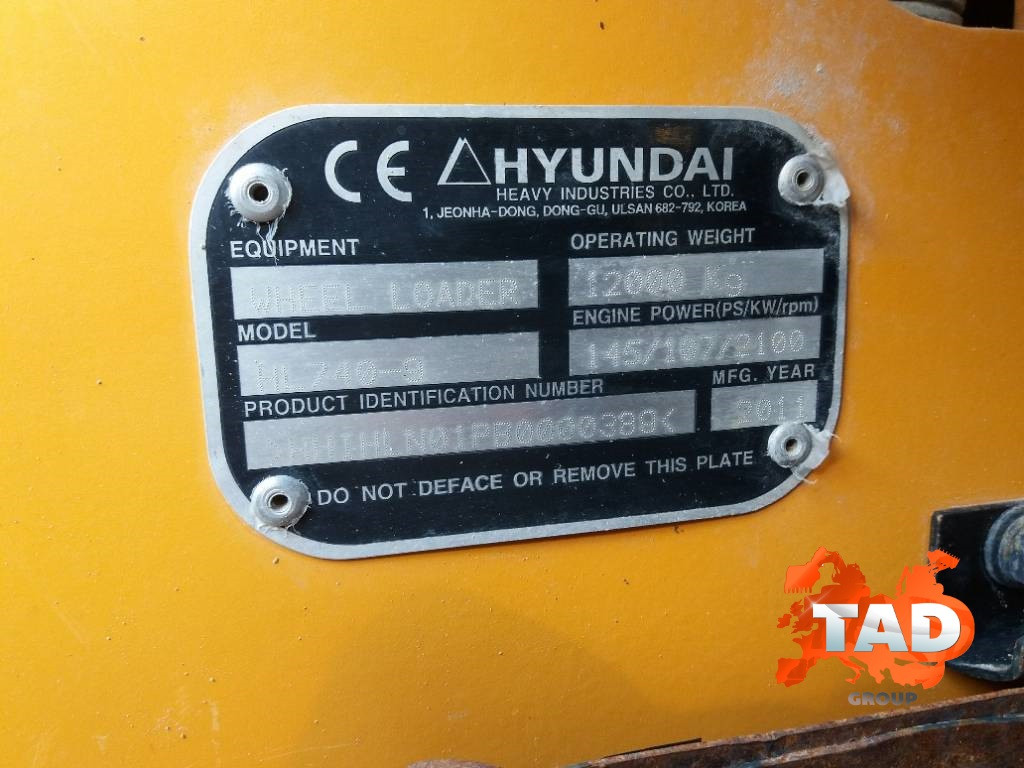 CE HYUNDAI
HEAVY INDUSTRIES CO., LTD.
1, JEONHA-DONG, DONG-GU, ULSAN 682-792, KOREA
EQUIPMENT
WHEEL LOADER
OPERATING WEIGHT
12000 Kg
MODEL
HL740-9
ENGINE POWER(PS/KW/rpm)
145/107/2100
PRODUCT IDENTIFICATION NUMBER
MFG. YEAR
2011
DO NOT DEFACE OR REMOVE THIS PLATE
TAD
GROUP